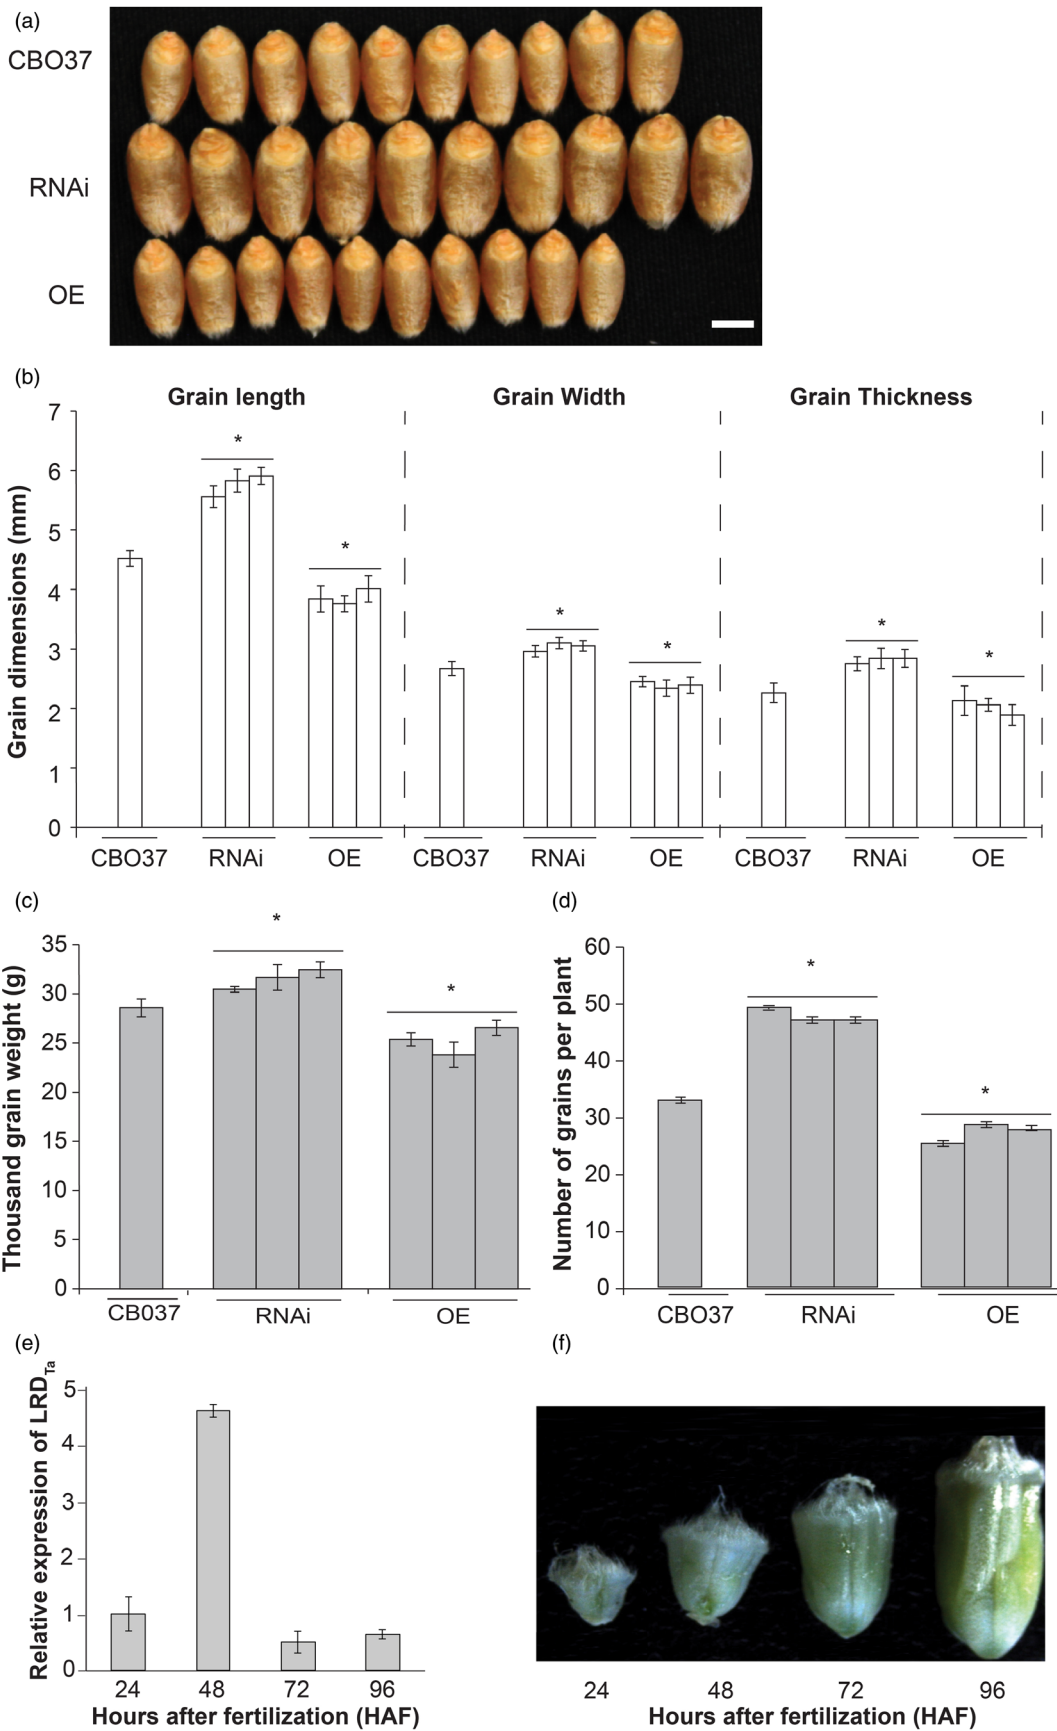 (a)
CBO37
RNAi
OE
(b)
Grain length Grain Width Grain Thickness
Grain dimensions (mm)
7
6
5
4
3
2
1
0
* * * * * *
CBO37 RNAi OE CBO37 RNAi OE CBO37 RNAi OE
(c)
Thousand grain weight (g)
35
30
25
20
15
10
5
0
* *
CB037 RNAi OE
(d)
Number of grains per plant
60
50
40
30
20
10
0
* *
CBO37 RNAi OE
(e)
Relative expression of LRD_Ta
5
4
3
2
1
0
24 48 72 96
Hours after fertilization (HAF)
(f)
24 48 72 96
Hours after fertilization (HAF)